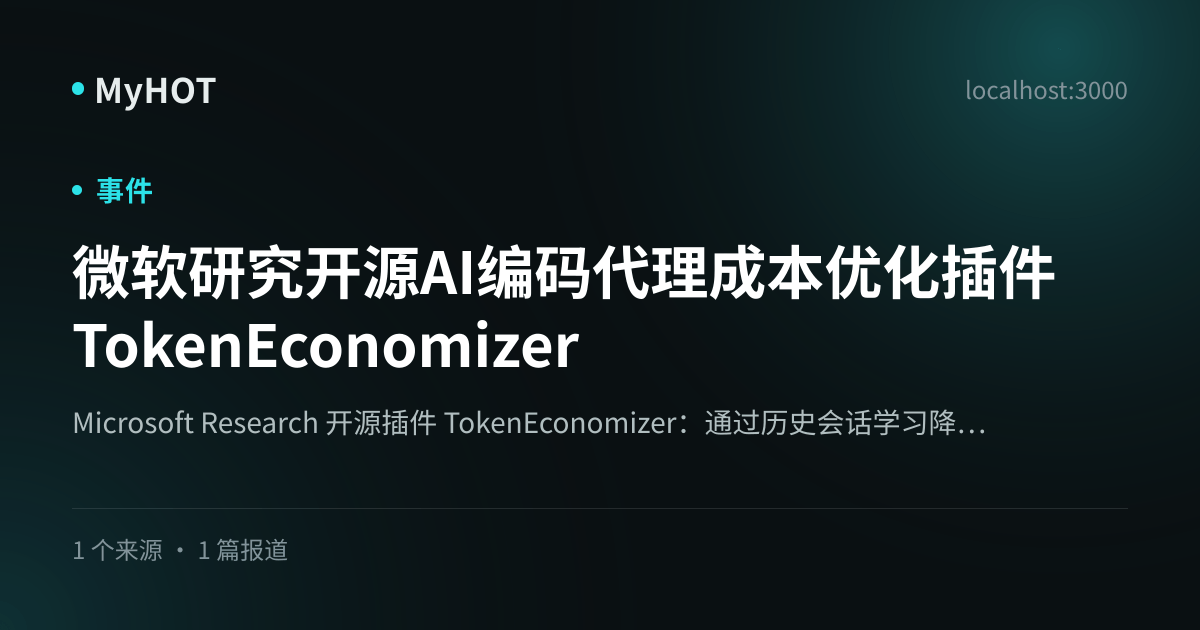 MyHOT
localhost:3000
事件
微软研究开源AI编码代理成本优化插件
TokenEconomizer
Microsoft Research 开源插件 TokenEconomizer：通过历史会话学习降…
1 个来源 · 1 篇报道